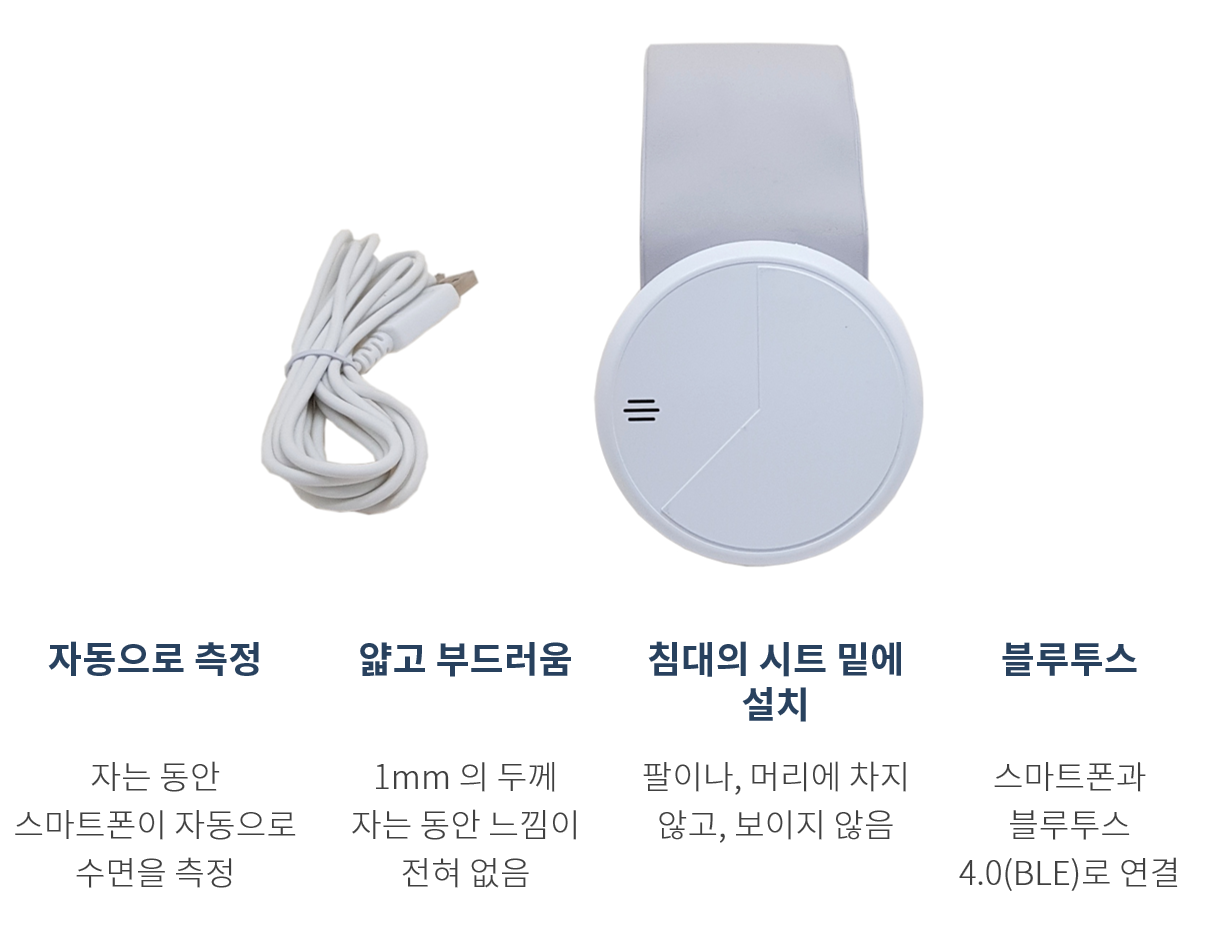 자동으로 측정
자는 동안
스마트폰이 자동으로
수면을 측정
얇고 부드러움
1mm 의 두께
자는 동안 느낌이
전혀 없음
침대의 시트 밑에
설치
팔이나, 머리에 차지
않고, 보이지 않음
블루투스
스마트폰과
블루투스
4.0(BLE)로 연결